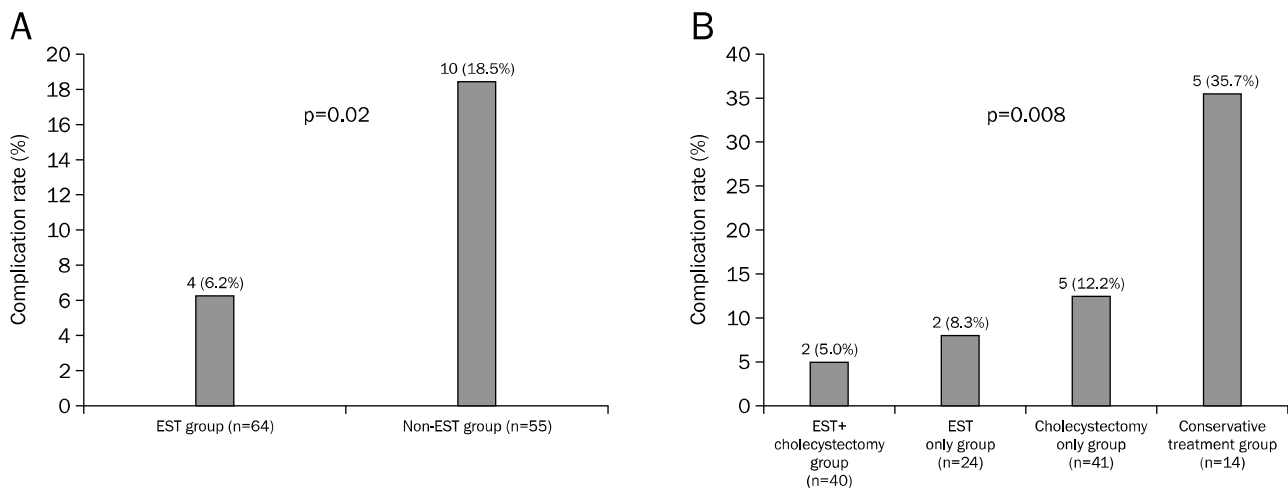 A
Complication rate (%)
20
18
16
14
12
10
8
6
4
2
0
p=0.02
4 (6.2%)
10 (18.5%)
EST group (n=64)
Non-EST group (n=55)
B
Complication rate (%)
40
35
30
25
20
15
10
5
0
p=0.008
2 (5.0%)
2 (8.3%)
5 (12.2%)
5 (35.7%)
EST+
cholecystectomy
group
(n=40)
EST
only group
(n=24)
Cholecystectomy
only group
(n=41)
Conservative
treatment group
(n=14)